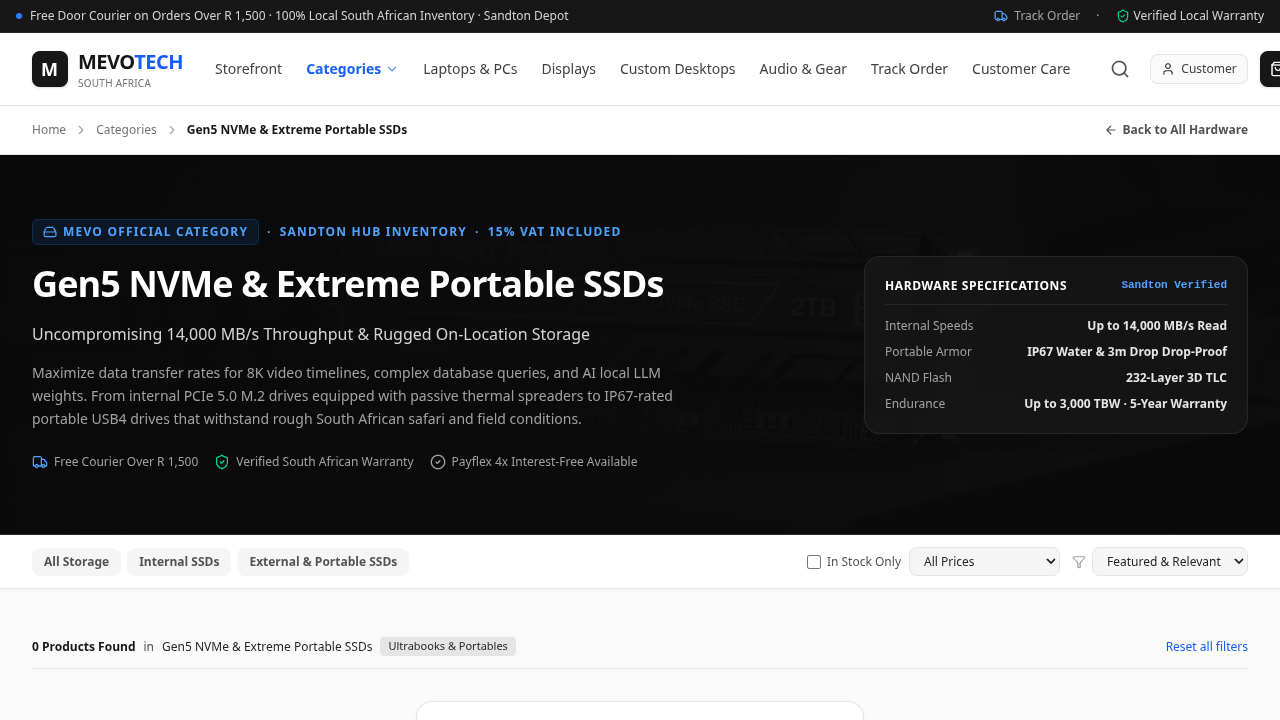 Free Door Courier on Orders Over R 1,500 · 100% Local South African Inventory · Sandton Depot
Track Order · Verified Local Warranty
M MEVOTECH
SOUTH AFRICA
Storefront Categories Laptops & PCs Displays Custom Desktops Audio & Gear Track Order Customer Care Customer
Home Categories Gen5 NVMe & Extreme Portable SSDs
Back to All Hardware
MEVO OFFICIAL CATEGORY · SANDTON HUB INVENTORY · 15% VAT INCLUDED
Gen5 NVMe & Extreme Portable SSDs
Uncompromising 14,000 MB/s Throughput & Rugged On-Location Storage
Maximize data transfer rates for 8K video timelines, complex database queries, and AI local LLM
weights. From internal PCIe 5.0 M.2 drives equipped with passive thermal spreaders to IP67-rated
portable USB4 drives that withstand rough South African safari and field conditions.
Free Courier Over R 1,500 Verified South African Warranty Payflex 4x Interest-Free Available
HARDWARE SPECIFICATIONS Sandton Verified
Internal Speeds Up to 14,000 MB/s Read
Portable Armor IP67 Water & 3m Drop Drop-Proof
NAND Flash 232-Layer 3D TLC
Endurance Up to 3,000 TBW · 5-Year Warranty
2TB
All Storage Internal SSDs External & Portable SSDs
In Stock Only All Prices Featured & Relevant
0 Products Found in Gen5 NVMe & Extreme Portable SSDs Ultrabooks & Portables
Reset all filters